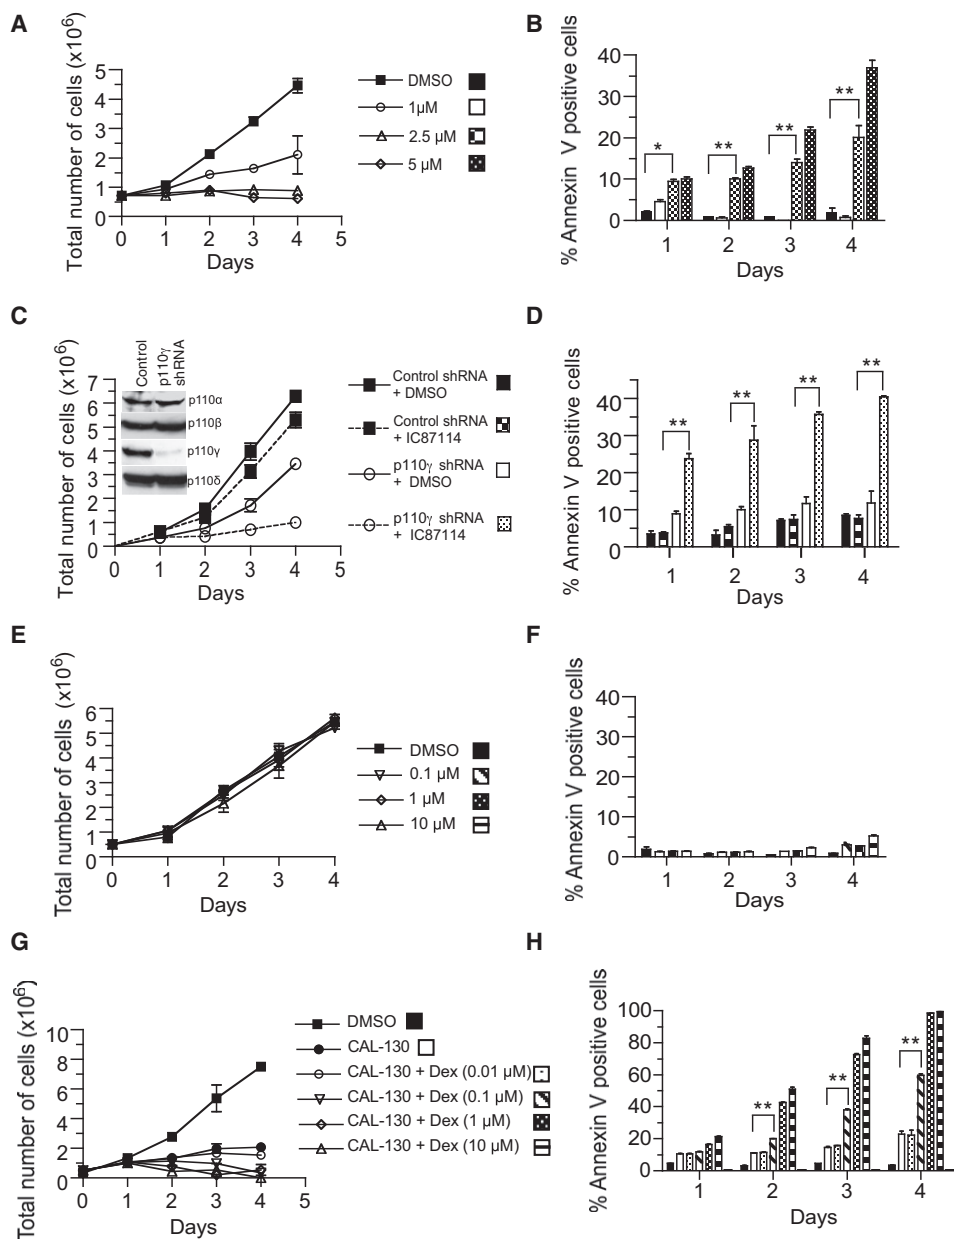 A
Total number of cells (x10⁶)
5
4
3
2
1
0
0 1 2 3 4 5
Days
DMSO
1µM
2.5 µM
5 µM
B
% Annexin V positive cells
40
30
20
10
0
*
**
**
**
1 2 3 4
Days
C
Total number of cells (x10⁶)
7
6
5
4
3
2
1
0
0 1 2 3 4 5
Days
Control
p110γ
shRNA
p110α
p110β
p110γ
p110δ
Control shRNA
+ DMSO
Control shRNA
+ IC87114
p110γ shRNA
+ DMSO
p110γ shRNA
+ IC87114
D
% Annexin V positive cells
40
30
20
10
0
**
**
**
**
1 2 3 4
Days
E
Total number of cells (x10⁶)
6
5
4
3
2
1
0
0 1 2 3 4
Days
DMSO
0.1 µM
1 µM
10 µM
F
% Annexin V positive cells
40
30
20
10
0
1 2 3 4
Days
G
Total number of cells (x10⁶)
10
8
6
4
2
0
0 1 2 3 4 5
Days
DMSO
CAL-130
CAL-130 + Dex (0.01 µM)
CAL-130 + Dex (0.1 µM)
CAL-130 + Dex (1 µM)
CAL-130 + Dex (10 µM)
H
% Annexin V positive cells
100
80
60
40
20
0
**
**
**
1 2 3 4
Days